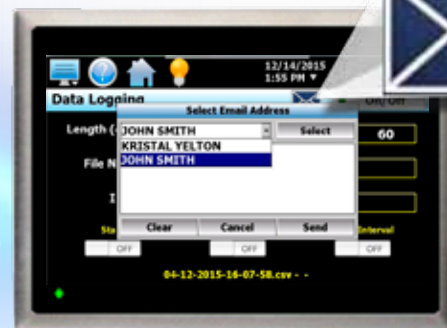 12/14/2015
1:55 PM ▼
Data Logging
On/Off
Select Email Address
Length (
JOHN SMITH
Select
60
KRISTAL YELTON
JOHN SMITH
File N
I
Sta
Clear
Cancel
Send
Interval
OFF
OFF
OFF
04-12-2015-16-07-58.csv - -